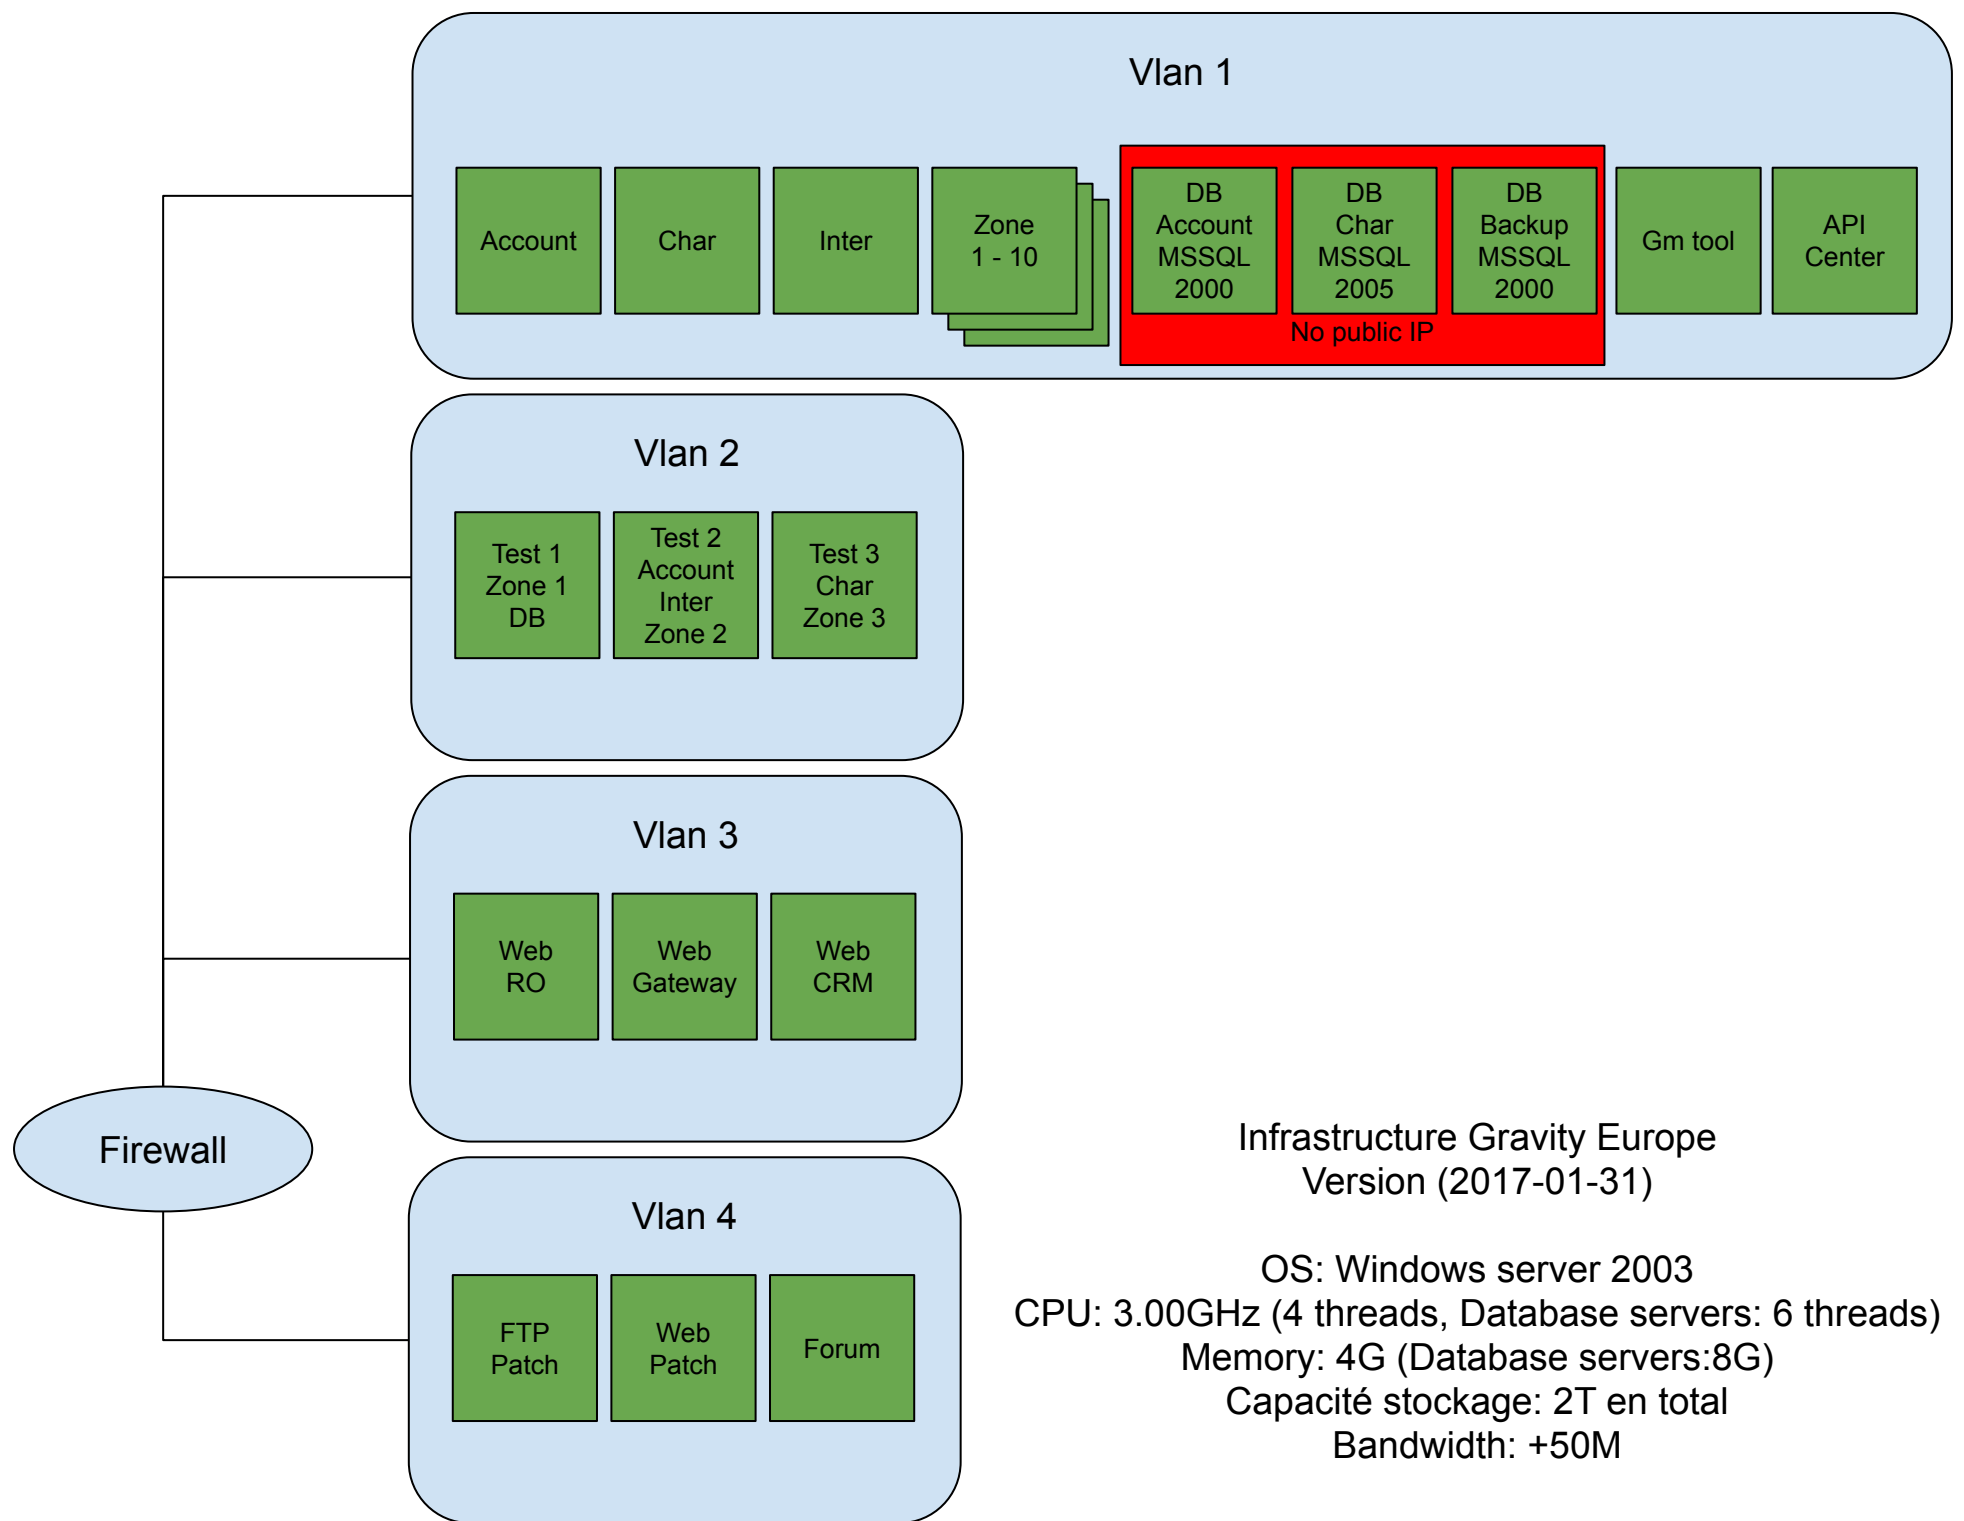 Vlan 1
Account
Char
Inter
Zone
1 - 10
DB
Account
MSSQL
2000
DB
Char
MSSQL
2005
DB
Backup
MSSQL
2000
No public IP
Gm tool
API
Center
Vlan 2
Test 1
Zone 1
DB
Test 2
Account
Inter
Zone 2
Test 3
Char
Zone 3
Vlan 3
Web
RO
Web
Gateway
Web
CRM
Firewall
Vlan 4
FTP
Patch
Web
Patch
Forum
Infrastructure Gravity Europe
Version (2017-01-31)
OS: Windows server 2003
CPU: 3.00GHz (4 threads, Database servers: 6 threads)
Memory: 4G (Database servers:8G)
Capacité stockage: 2T en total
Bandwidth: +50M